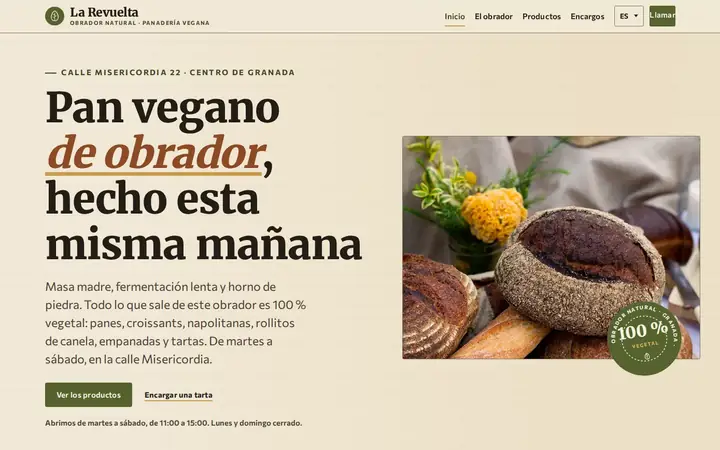 La Revuelta
OBRADOR NATURAL · PANADERÍA VEGANA
Inicio El obrador Productos Encargos ES Llamar
CALLE MISERICORDIA 22 · CENTRO DE GRANADA
Pan vegano
de obrador,
hecho esta
misma mañana
Masa madre, fermentación lenta y horno de
piedra. Todo lo que sale de este obrador es 100 %
vegetal: panes, croissants, napolitanas, rollitos
de canela, empanadas y tartas. De martes a
sábado, en la calle Misericordia.
OBRADOR NATURAL · GRANADA ·
100 %
VEGETAL
Ver los productos Encargar una tarta
Abrimos de martes a sábado, de 11:00 a 15:00. Lunes y domingo cerrado.